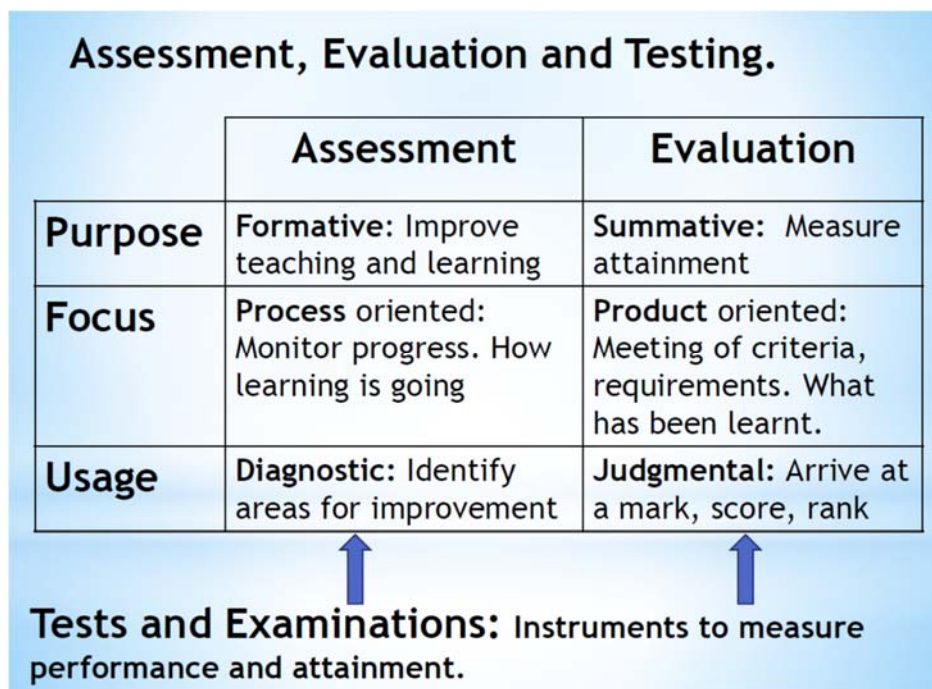 Assessment, Evaluation and Testing.
Assessment
Evaluation
Purpose
Formative: Improve
teaching and learning
Summative: Measure
attainment
Focus
Process oriented:
Monitor progress. How
learning is going
Product oriented:
Meeting of criteria,
requirements. What
has been learnt.
Usage
Diagnostic: Identify
areas for improvement
Judgmental: Arrive at
a mark, score, rank
Tests and Examinations: Instruments to measure
performance and attainment.